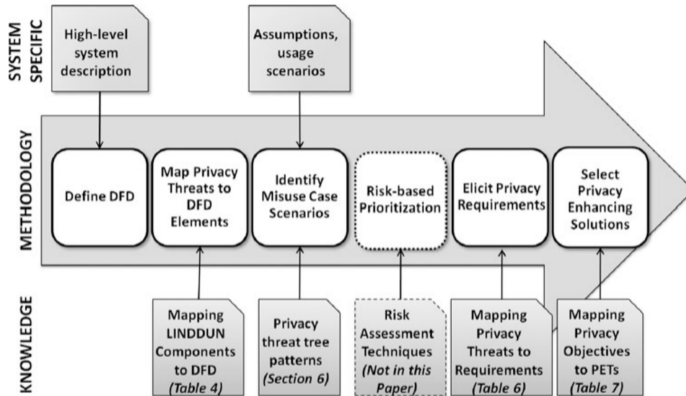 SYSTEM
SPECIFIC
High-level
system
description
Assumptions,
usage
scenarios
METHODOLOGY
Define DFD
Map Privacy
Threats to
DFD
Elements
Identify
Misuse Case
Scenarios
Risk-based
Prioritization
Elicit Privacy
Requirements
Select
Privacy
Enhancing
Solutions
KNOWLEDGE
Mapping
LINDDUN
Components
to DFD
(Table 4)
Privacy
threat tree
patterns
(Section 6)
Risk
Assessment
Techniques
(Not in this
Paper)
Mapping
Privacy
Threats to
Requirements
(Table 6)
Mapping
Privacy
Objectives
to PETs
(Table 7)